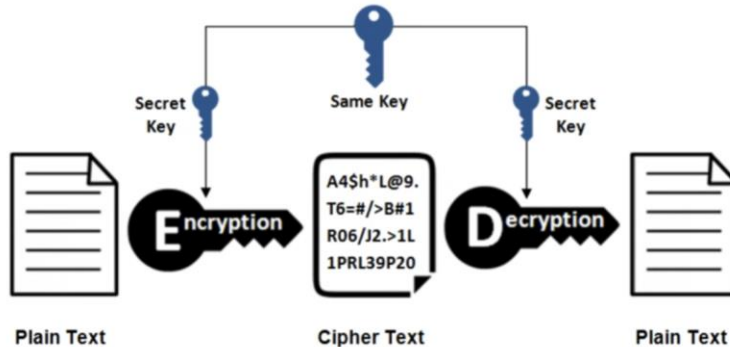 Same Key
Secret
Key
Secret
Key
Encryption
A4$h*L@9.
T6=#/>B#1
R06/J2.>1L
1PRL39P20
Decryption
Plain Text
Cipher Text
Plain Text